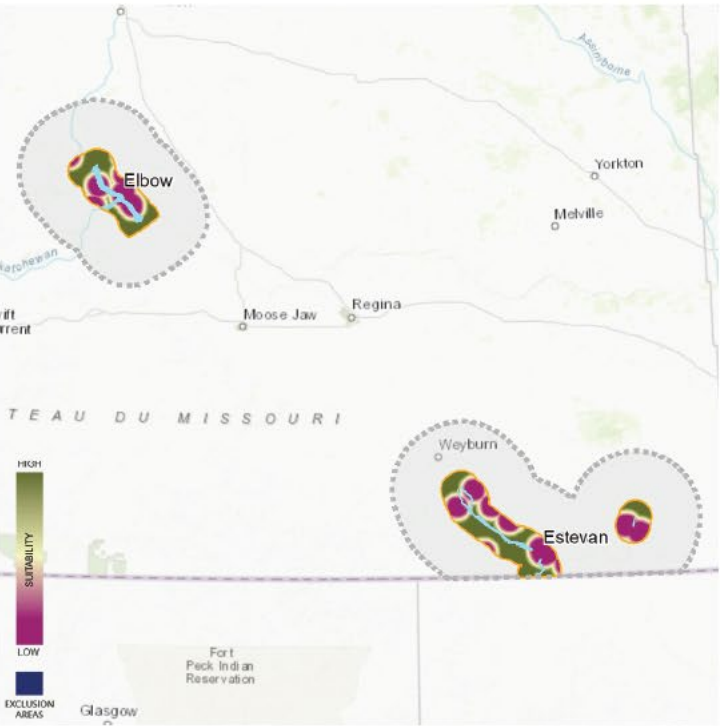 Assiniboine
Yorkton
Elbow
Melville
Regina
Moose Jaw
TEAU DU MISSOURI
Weyburn
HIGH
SUITABILITY
LOW
Estevan
Fort
Peck Indian
Reservation
EXCLUSION
AREAS
Glasgow